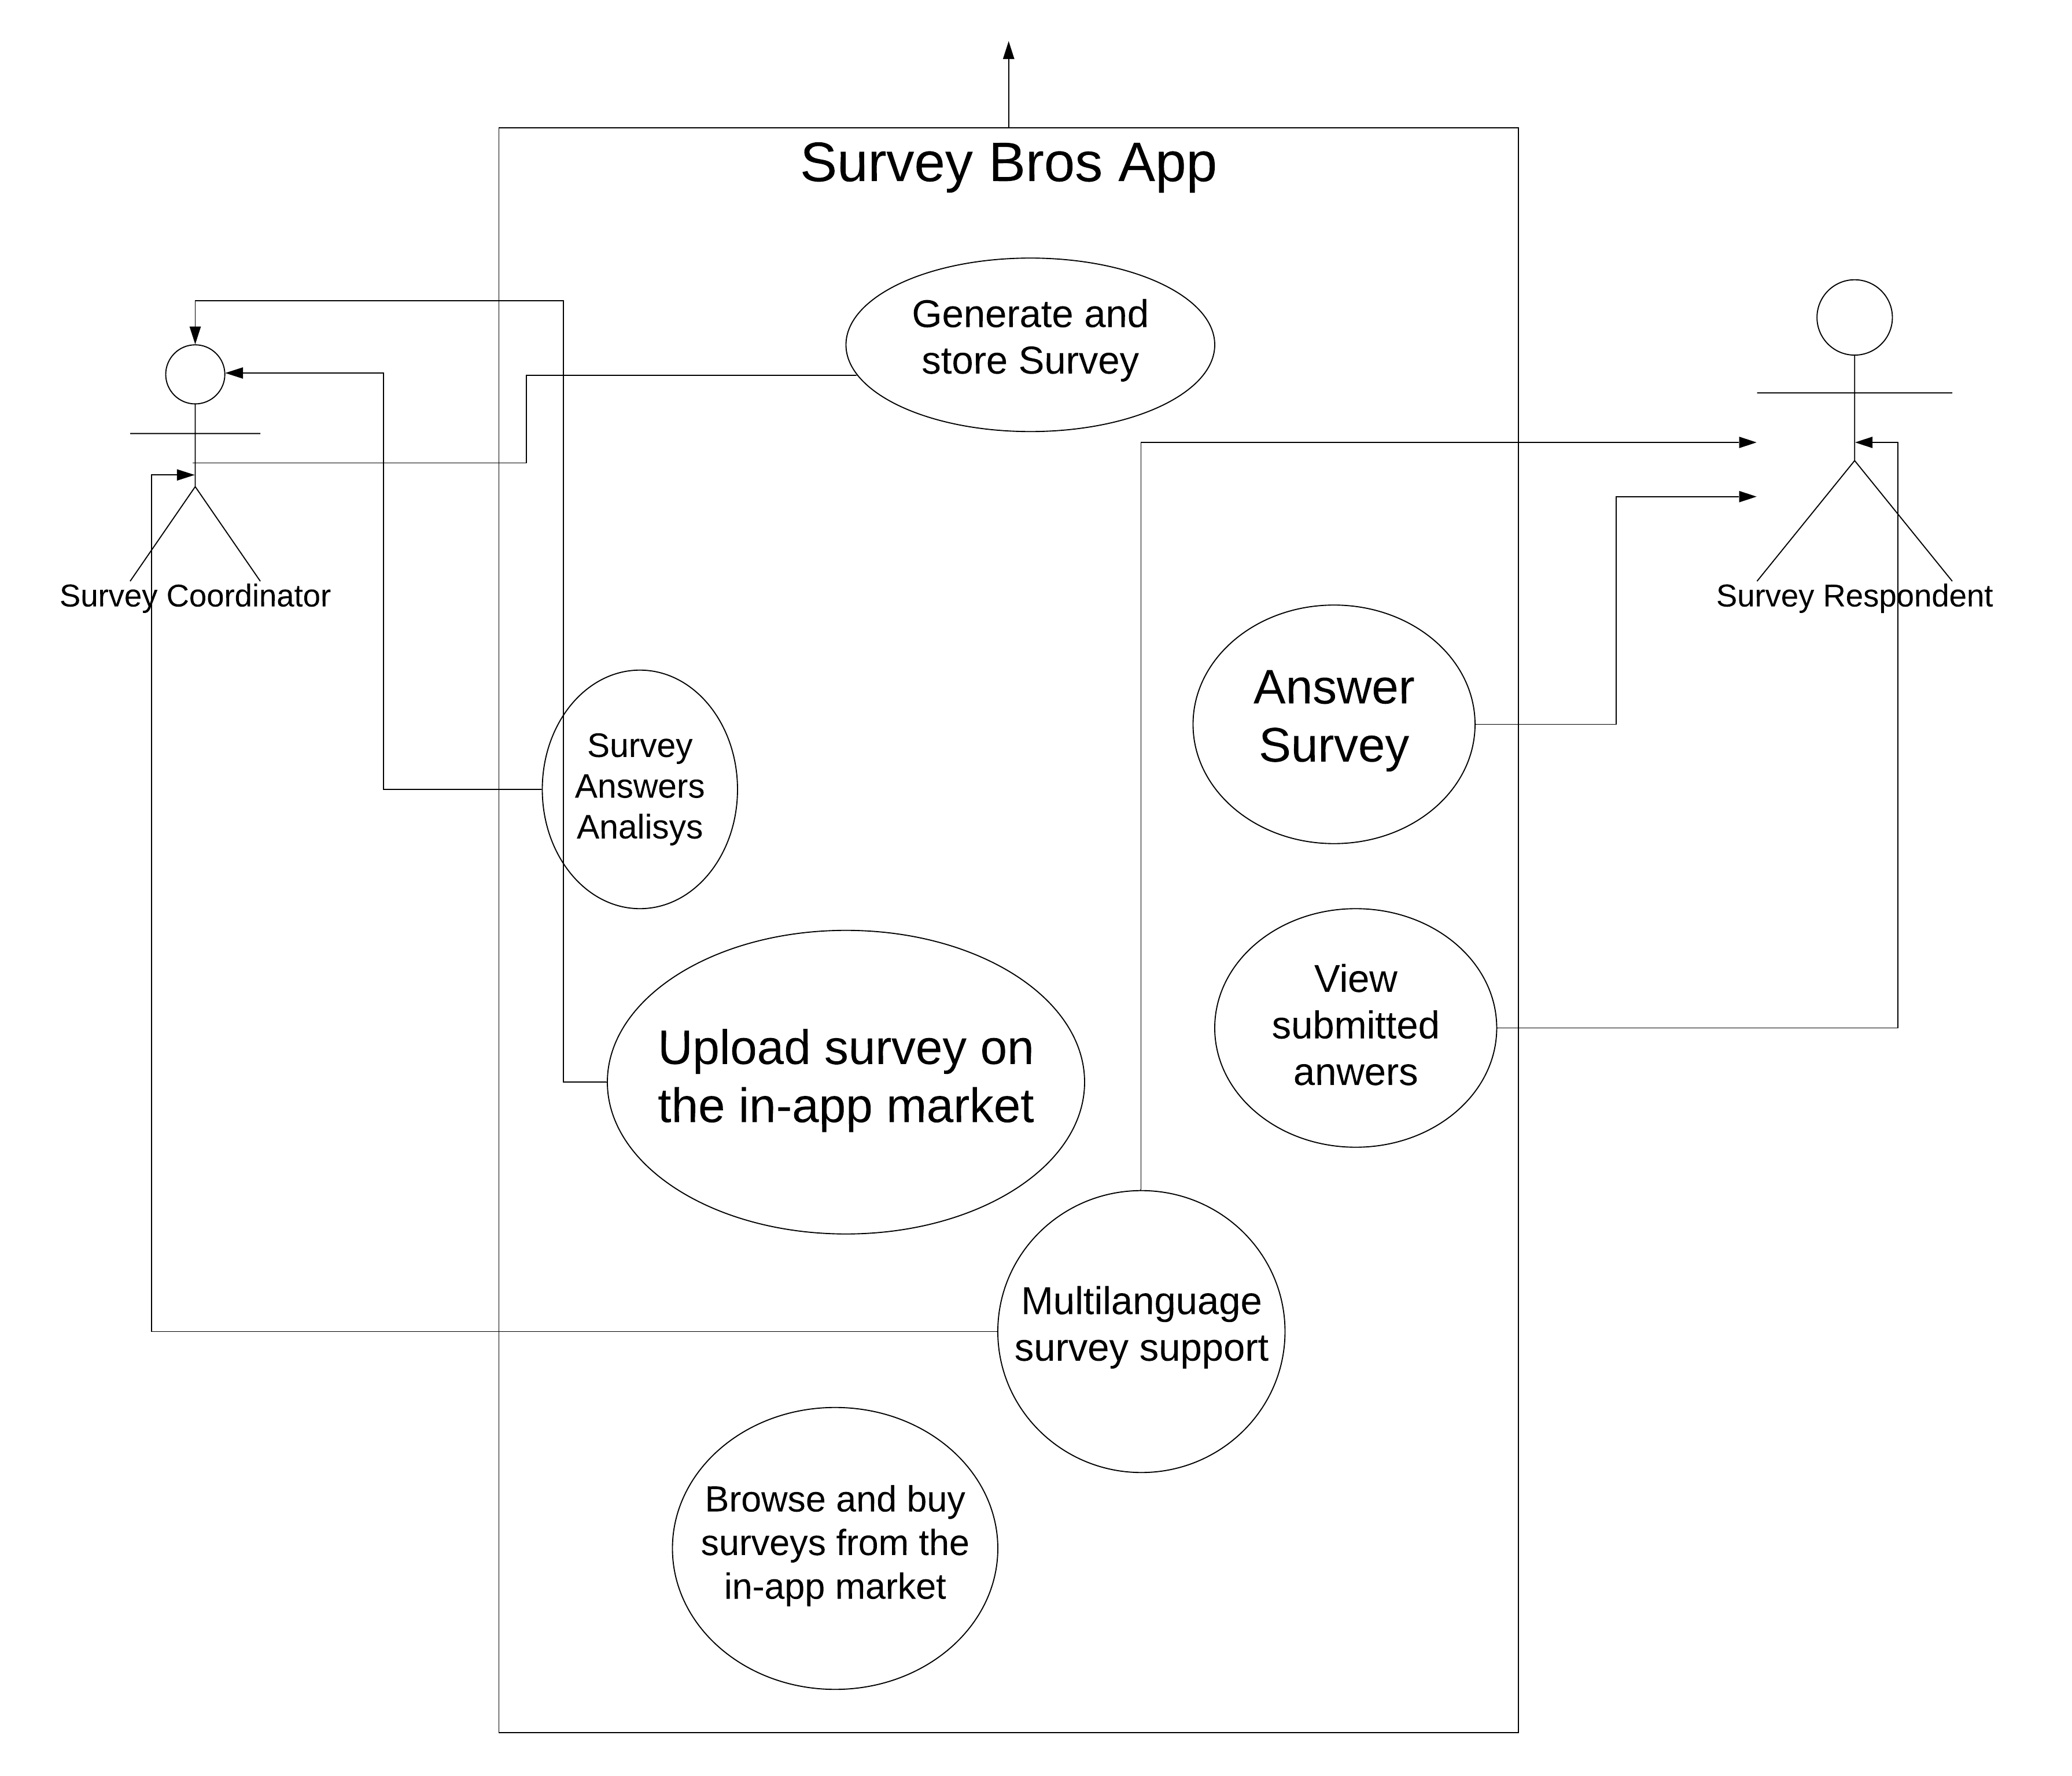 Survey Bros App
Generate and
store Survey
Survey Coordinator
Survey Respondent
Answer
Survey
Survey
Answers
Analisys
View
submitted
anwers
Upload survey on
the in-app market
Multilanguage
survey support
Browse and buy
surveys from the
in-app market